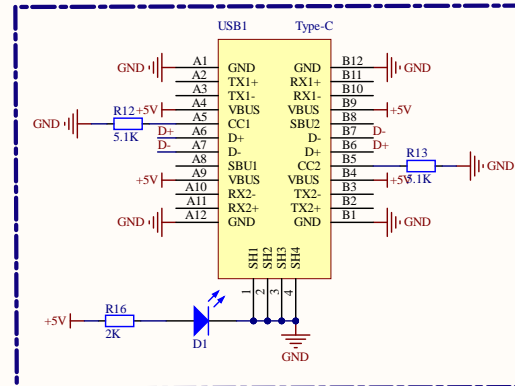 USB1 Type-C
GND A1 GND GND B12 GND
A2 TX1+ RX1+ B11
A3 TX1- RX1- B10
+5V A4 VBUS VBUS B9 +5V
GND R12 5.1K A5 CC1 SBU2 B8
D+ A6 D+ D- B7 D-
D- A7 D- D+ B6 D+
A8 SBU1 CC2 B5 R13 5.1K GND
+5V A9 VBUS VBUS B4 +5V
A10 RX2- TX2- B3
A11 RX2+ TX2+ B2
GND A12 GND GND B1 GND
SH1 SH2 SH3 SH4
1 2 3 4
+5V R16 2K D1
GND